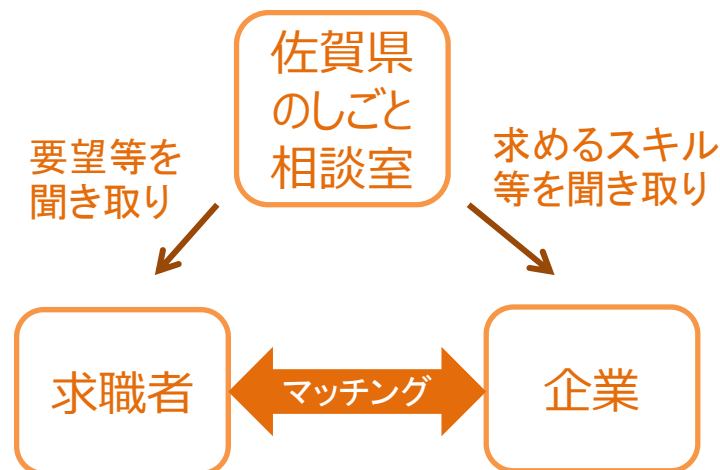 佐賀県
のしごと
相談室
要望等を
聞き取り
求めるスキル
等を聞き取り
求職者
マッチング
企業